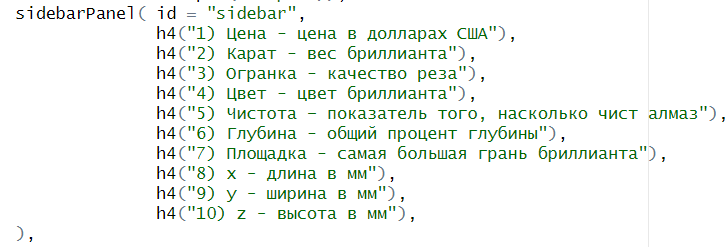 sidebarPanel( id = "sidebar",
h4("1) Цена - цена в долларах США"),
h4("2) Карат - вес бриллианта"),
h4("3) Огранка - качество реза"),
h4("4) Цвет - цвет бриллианта"),
h4("5) Чистота - показатель того, насколько чист алмаз"),
h4("6) Глубина - общий процент глубины"),
h4("7) Площадка - самая большая грань бриллианта"),
h4("8) x - длина в мм"),
h4("9) y - ширина в мм"),
h4("10) z - высота в мм"),
),